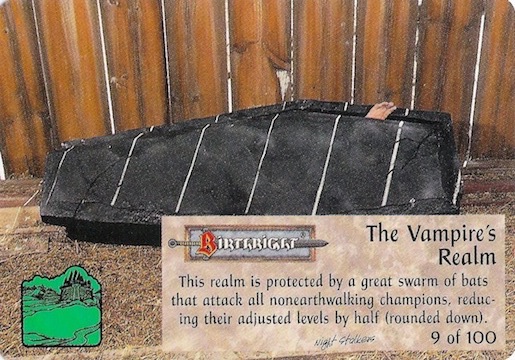 BIRTHRIGHT®
The Vampire's
Realm
This realm is protected by a great swarm of bats
that attack all nonearthwalking champions, reduc-
ing their adjusted levels by half (rounded down).
Night Stalkers
9 of 100